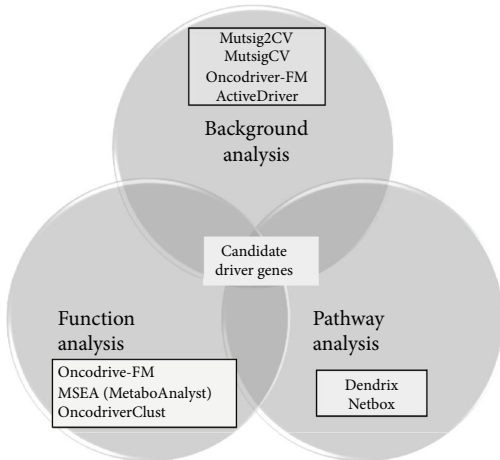 Mutsig2CV
MutsigCV
Oncodriver-FM
ActiveDriver
Background
analysis
Candidate
driver genes
Function
analysis
Oncodrive-FM
MSEA (MetaboAnalyst)
OncodriverClust
Pathway
analysis
Dendrix
Netbox